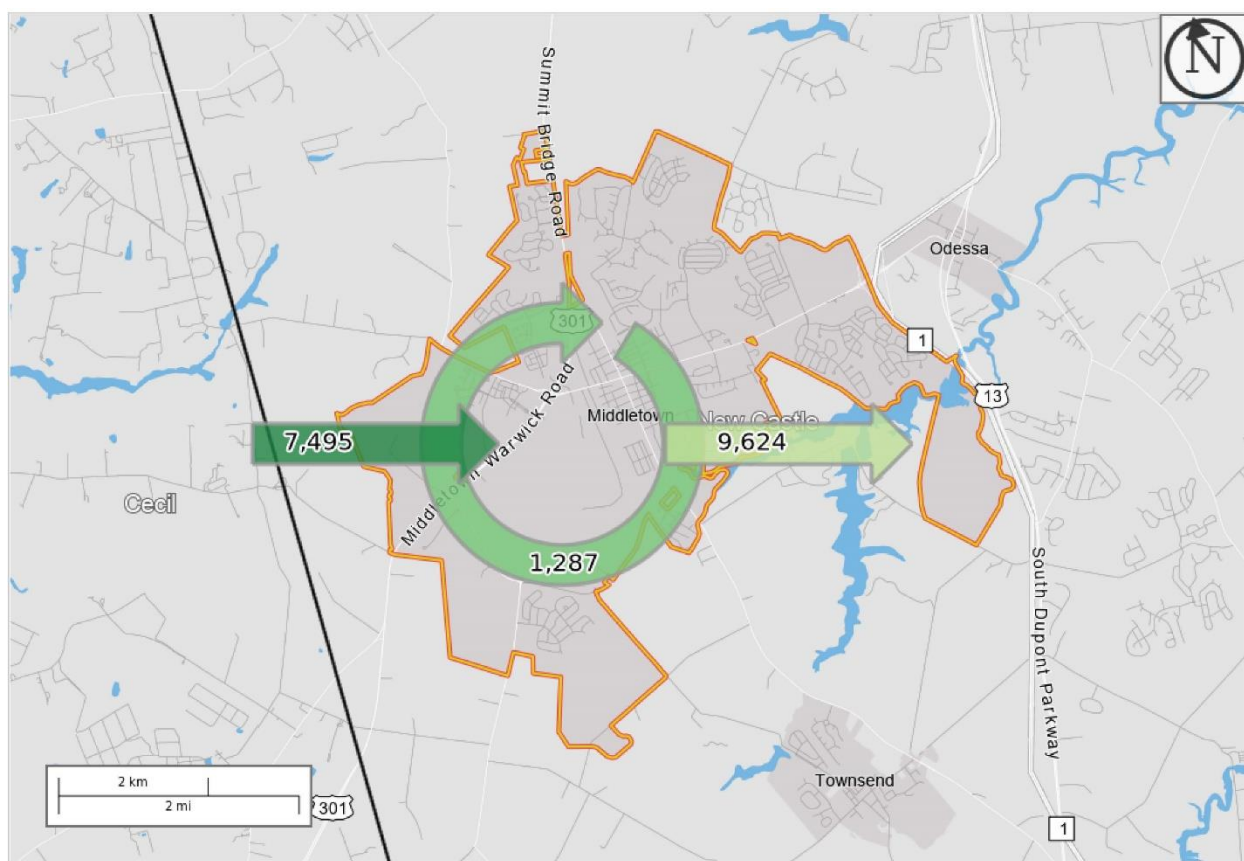 N
Summit Bridge Road
Odessa
301
1
13
Middletown
New Castle
7,495
9,624
Cecil
Middletown Warwick Road
1,287
South Dupont Parkway
Townsend
2 km
2 mi
301
1